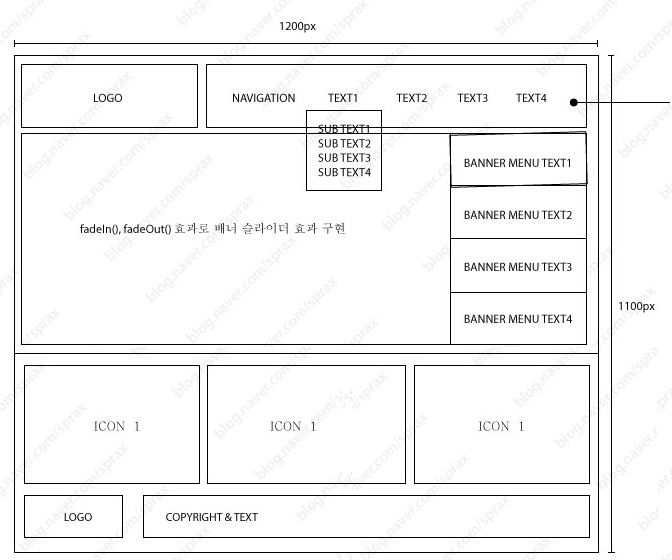 1200px
LOGO
NAVIGATION TEXT1 TEXT2 TEXT3 TEXT4
SUB TEXT1
SUB TEXT2
SUB TEXT3
SUB TEXT4
BANNER MENU TEXT1
BANNER MENU TEXT2
BANNER MENU TEXT3
BANNER MENU TEXT4
fadeIn(), fadeOut() 효과로 배너 슬라이더 효과 구현
1100px
ICON 1
ICON 1
ICON 1
LOGO
COPYRIGHT & TEXT
blog.naver.com/sprax